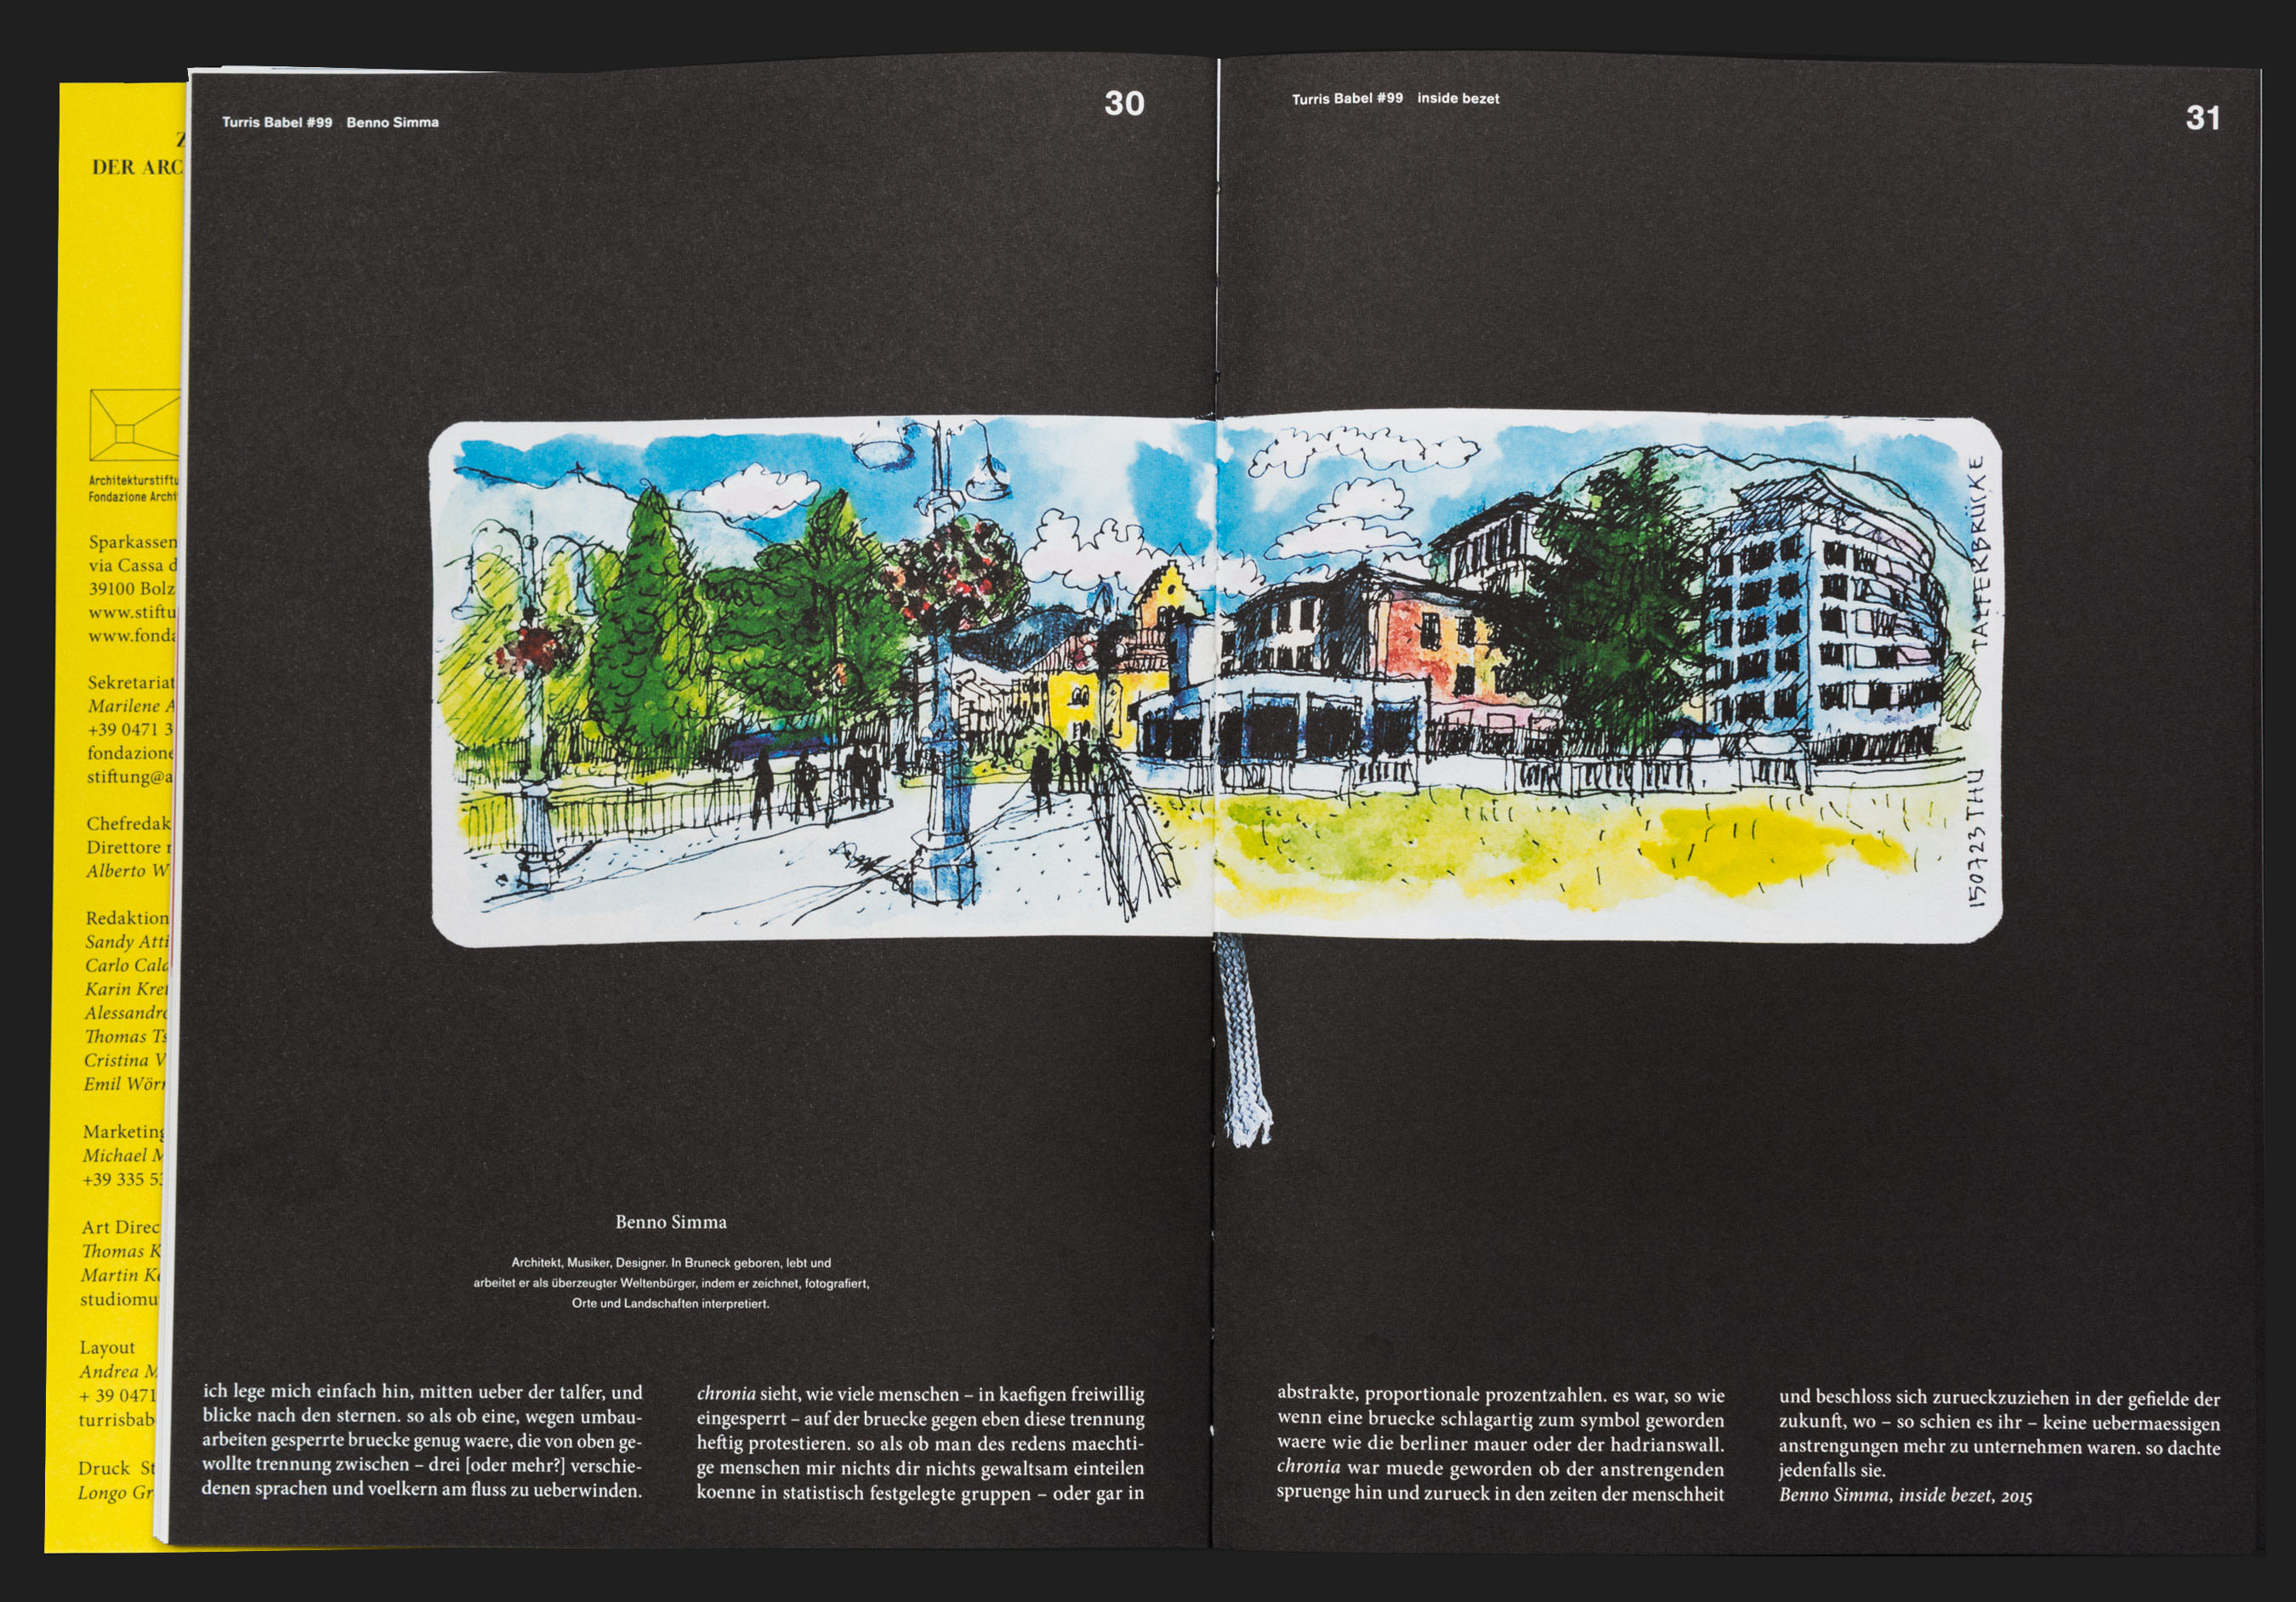 DER ARC
Architekturstiftu
Fondazione Archi
Sparkassen
via Cassa d
39100 Bolz
www.stiftu
www.fonda
Sekretariat
Marilene A
+39 0471 3
fondazione
stiftung@a
Chefredak
Direttore r
Alberto W
Redaktion
Sandy Atti
Carlo Cala
Karin Kret
Alessandro
Thomas Ts
Cristina V
Emil Wörn
Marketing
Michael M
+39 335 53
Art Direc
Thomas K
Martin Ke
studiomu
Layout
Andrea M
+ 39 0471
turrisbab
Druck St
Longo Gr
Turris Babel #99 Benno Simma
30
Benno Simma
Architekt, Musiker, Designer. In Bruneck geboren, lebt und
arbeitet er als überzeugter Weltenbürger, indem er zeichnet, fotografiert,
Orte und Landschaften interpretiert.
ich lege mich einfach hin, mitten ueber der talfer, und
blicke nach den sternen. so als ob eine, wegen umbau-
arbeiten gesperrte bruecke genug waere, die von oben ge-
wollte trennung zwischen – drei [oder mehr?] verschie-
denen sprachen und voelkern am fluss zu ueberwinden.
chronia sieht, wie viele menschen – in kaefigen freiwillig
eingesperrt – auf der bruecke gegen eben diese trennung
heftig protestieren. so als ob man des redens maechti-
ge menschen mir nichts dir nichts gewaltsam einteilen
koenne in statistisch festgelegte gruppen – oder gar in
Turris Babel #99 inside bezet
31
150723 THU TALFERBRÜCKE
abstrakte, proportionale prozentzahlen. es war, so wie
wenn eine bruecke schlagartig zum symbol geworden
waere wie die berliner mauer oder der hadrianswall.
chronia war muede geworden ob der anstrengenden
spruenge hin und zurueck in den zeiten der menschheit
und beschloss sich zurueckzuziehen in der gefielde der
zukunft, wo – so schien es ihr – keine uebermaessigen
anstrengungen mehr zu unternehmen waren. so dachte
jedenfalls sie.
Benno Simma, inside bezet, 2015